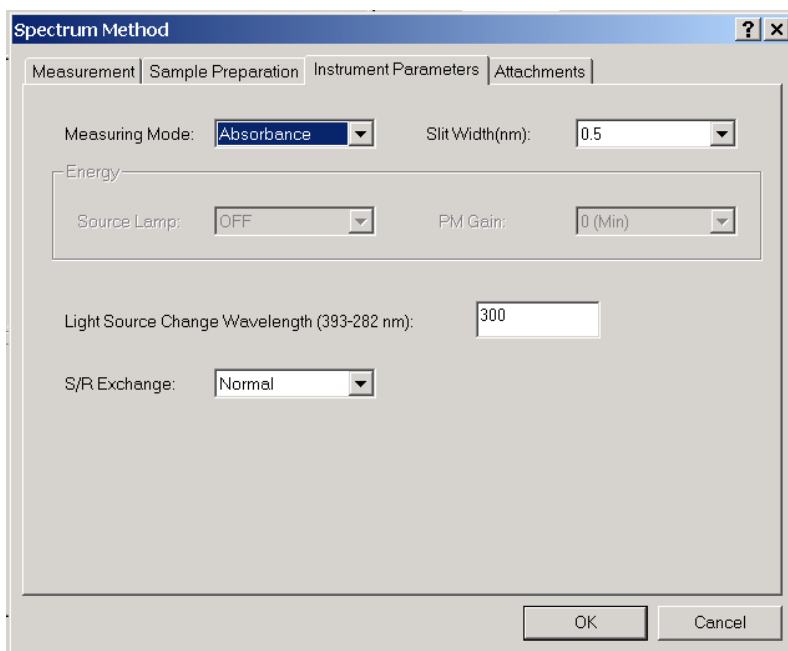 Spectrum Method
Measurement Sample Preparation Instrument Parameters Attachments
Measuring Mode: Absorbance Slit Width(nm): 0.5
Energy
Source Lamp: OFF PM Gain: 0 (Min)
Light Source Change Wavelength (393-282 nm): 300
S/R Exchange: Normal
OK Cancel